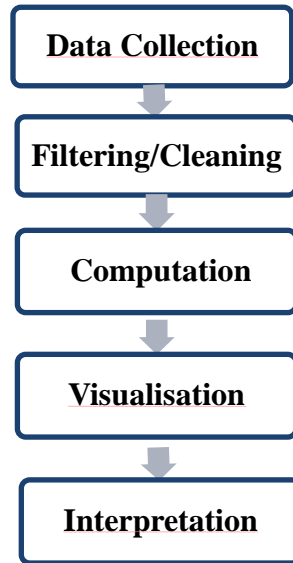 Data Collection
Filtering/Cleaning
Computation
Visualisation
Interpretation